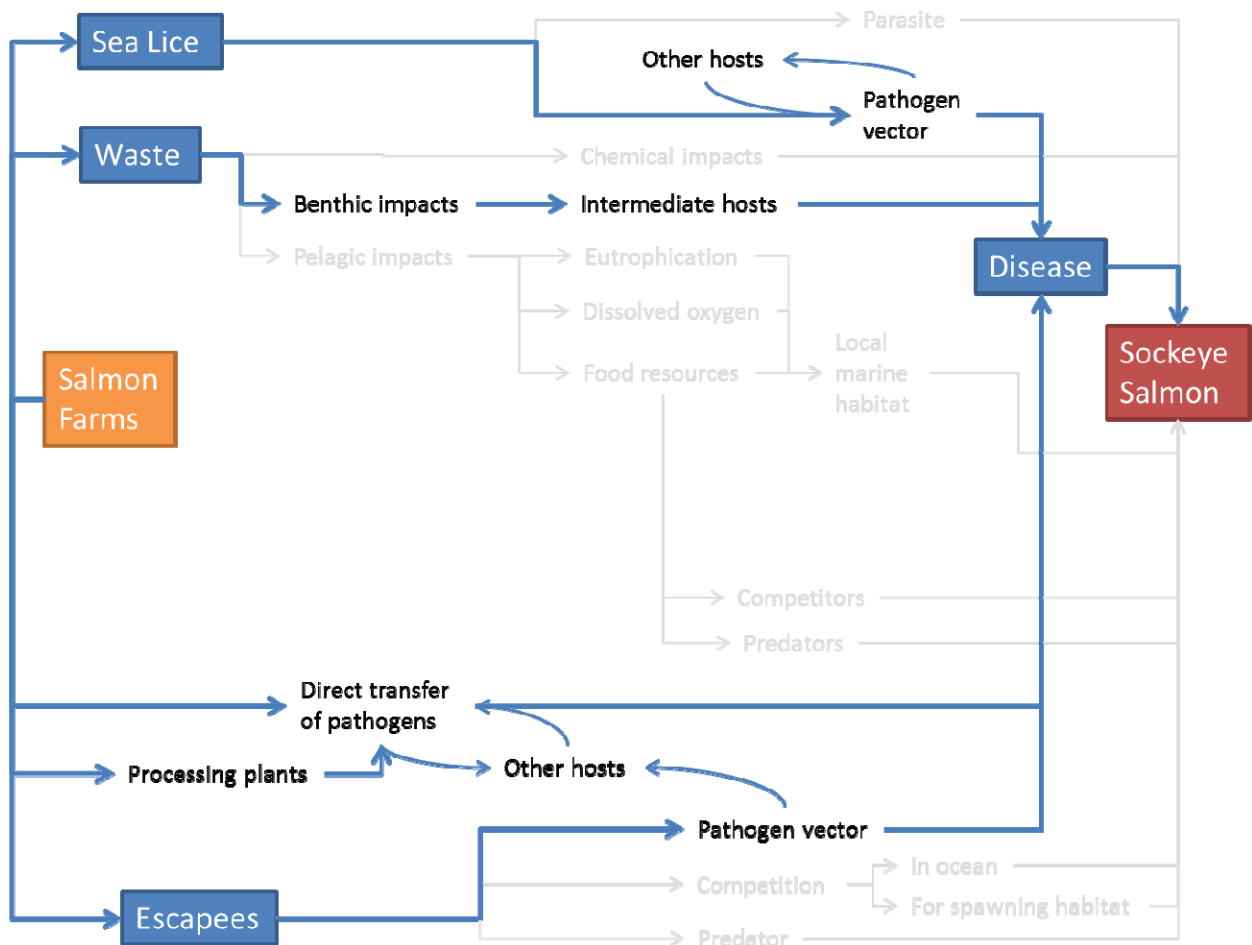 Parasite
Sea Lice
Other hosts
Pathogen
vector
Waste
Chemical impacts
Benthic impacts
Intermediate hosts
Pelagic impacts
Eutrophication
Disease
Dissolved oxygen
Sockeye
Salmon
Local
marine
habitat
Food resources
Salmon
Farms
Competitors
Predators
Direct transfer
of pathogens
Processing plants
Other hosts
Pathogen vector
In ocean
Competition
For spawning habitat
Escapees
Predator